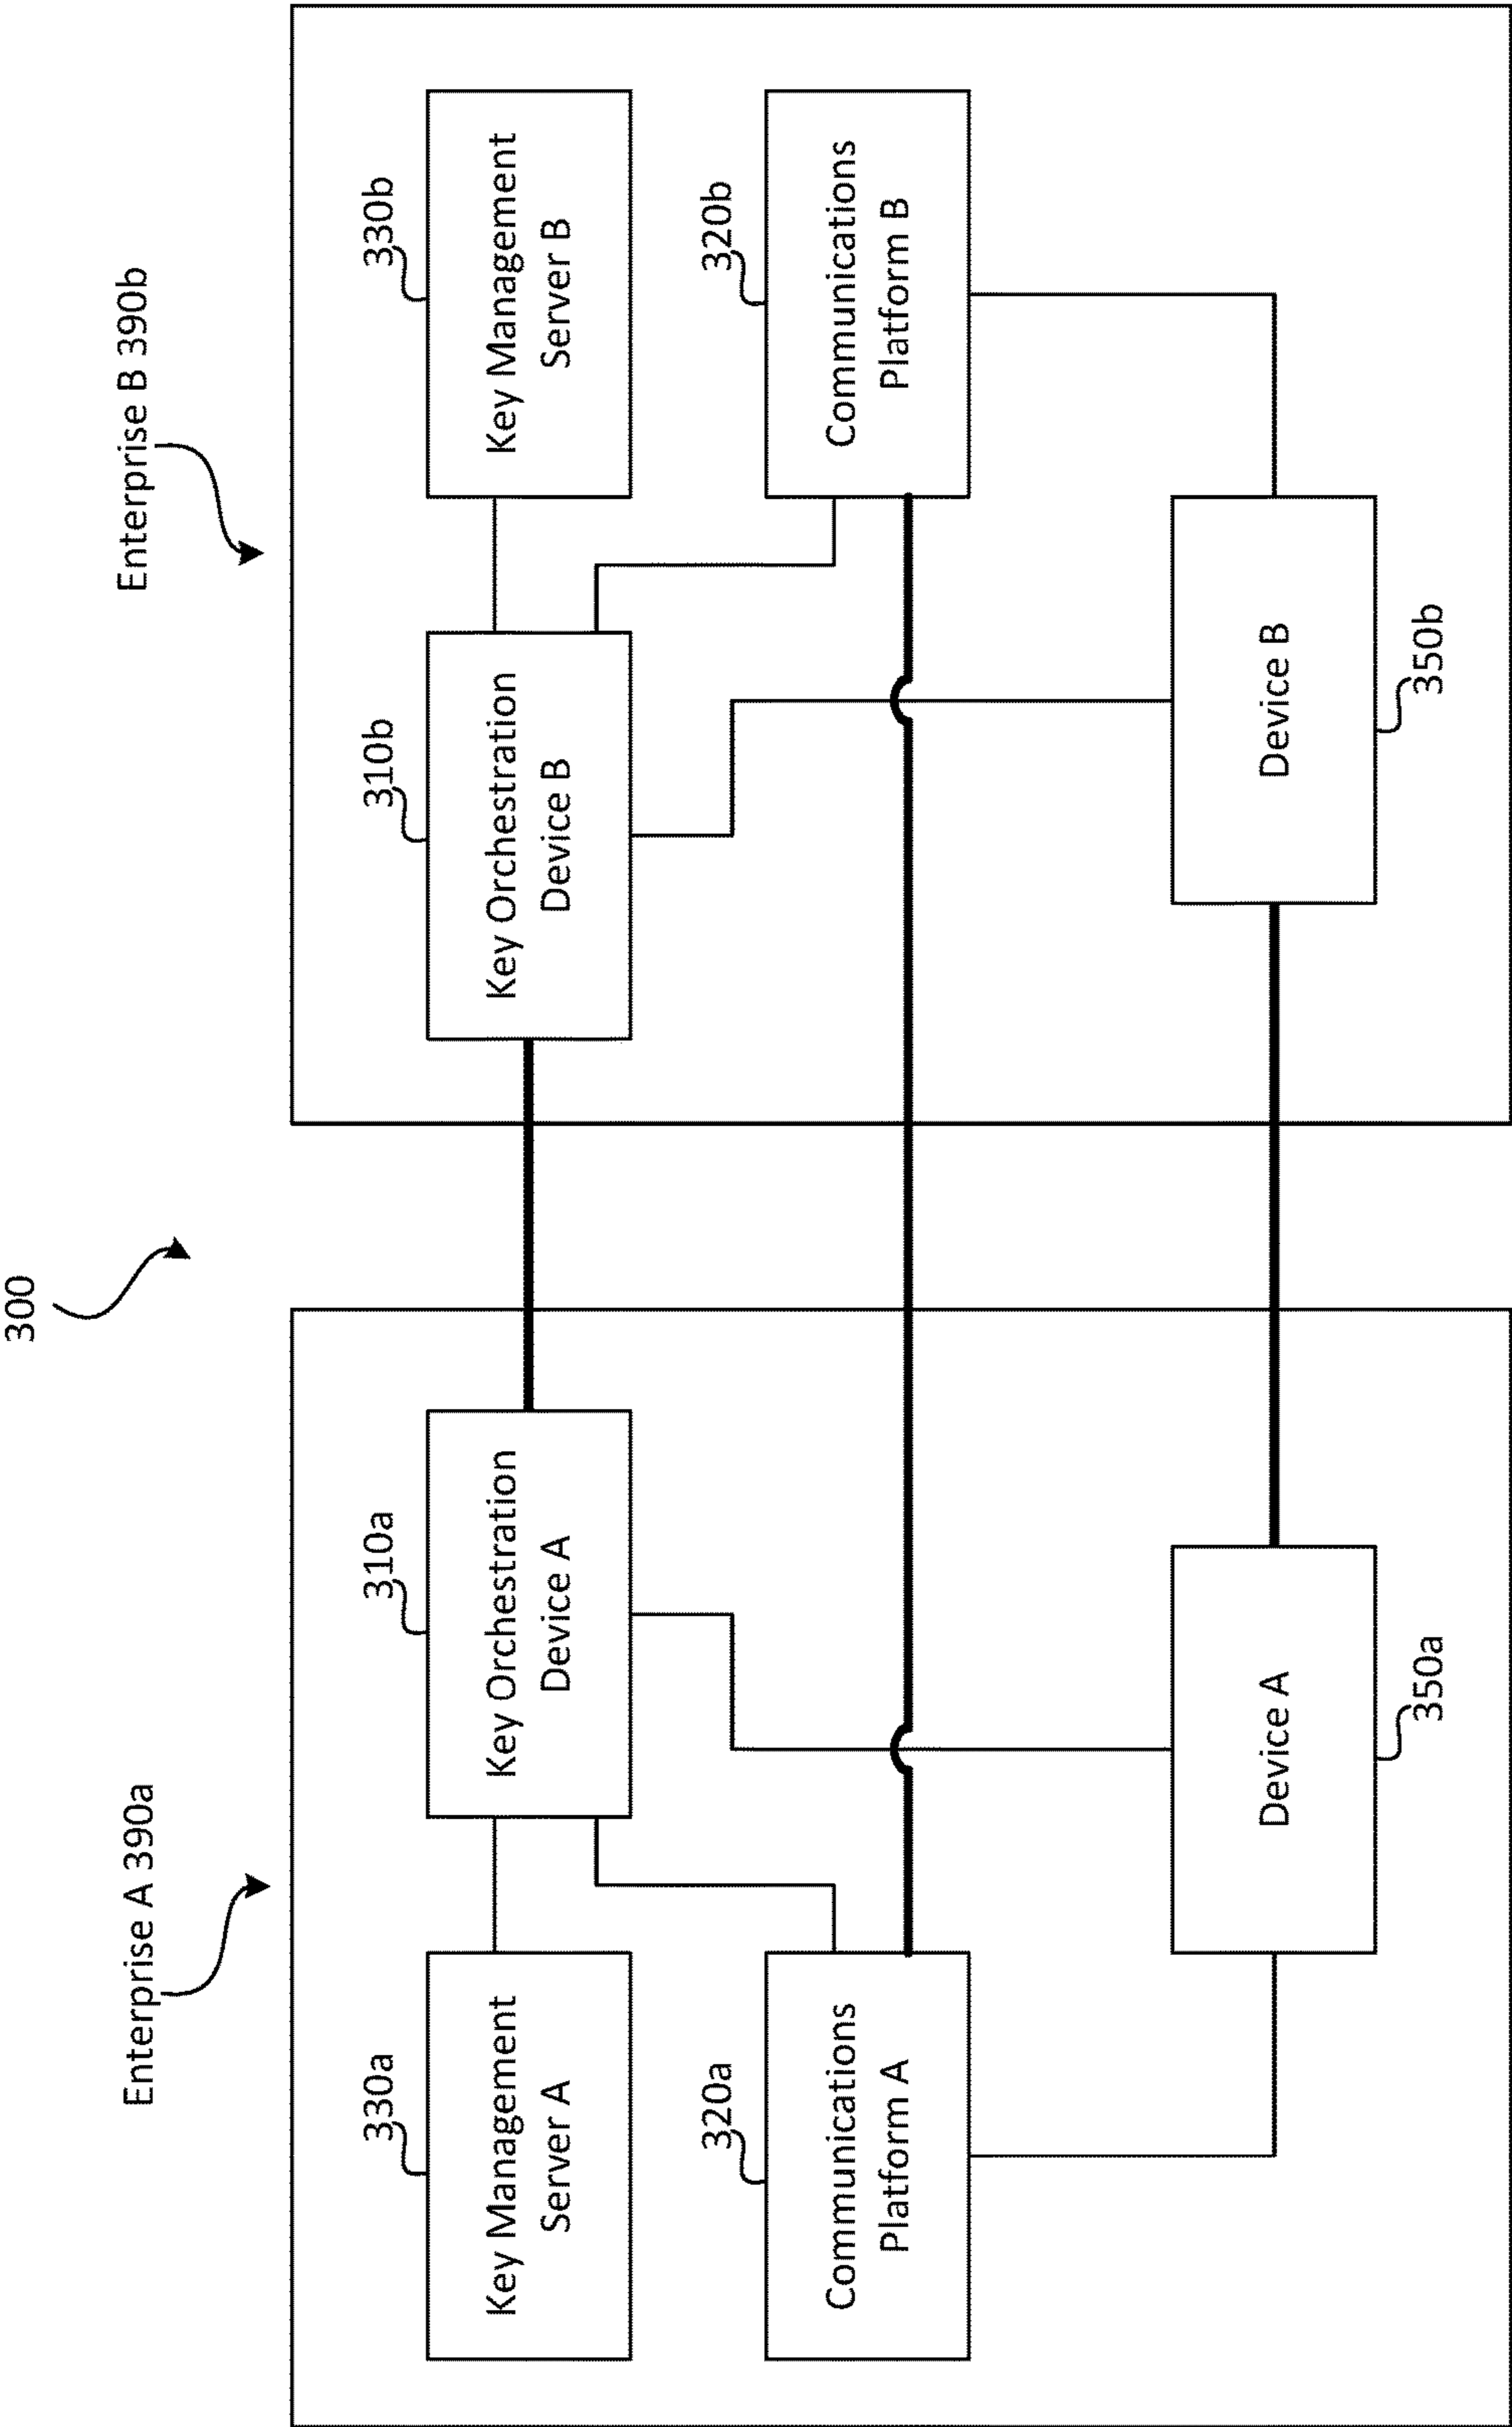 300
Enterprise A 390a
Enterprise B 390b
330a
Key Management
Server A
310a
Key Orchestration
Device A
310b
Key Orchestration
Device B
330b
Key Management
Server B
320a
Communications
Platform A
320b
Communications
Platform B
Device A
350a
Device B
350b